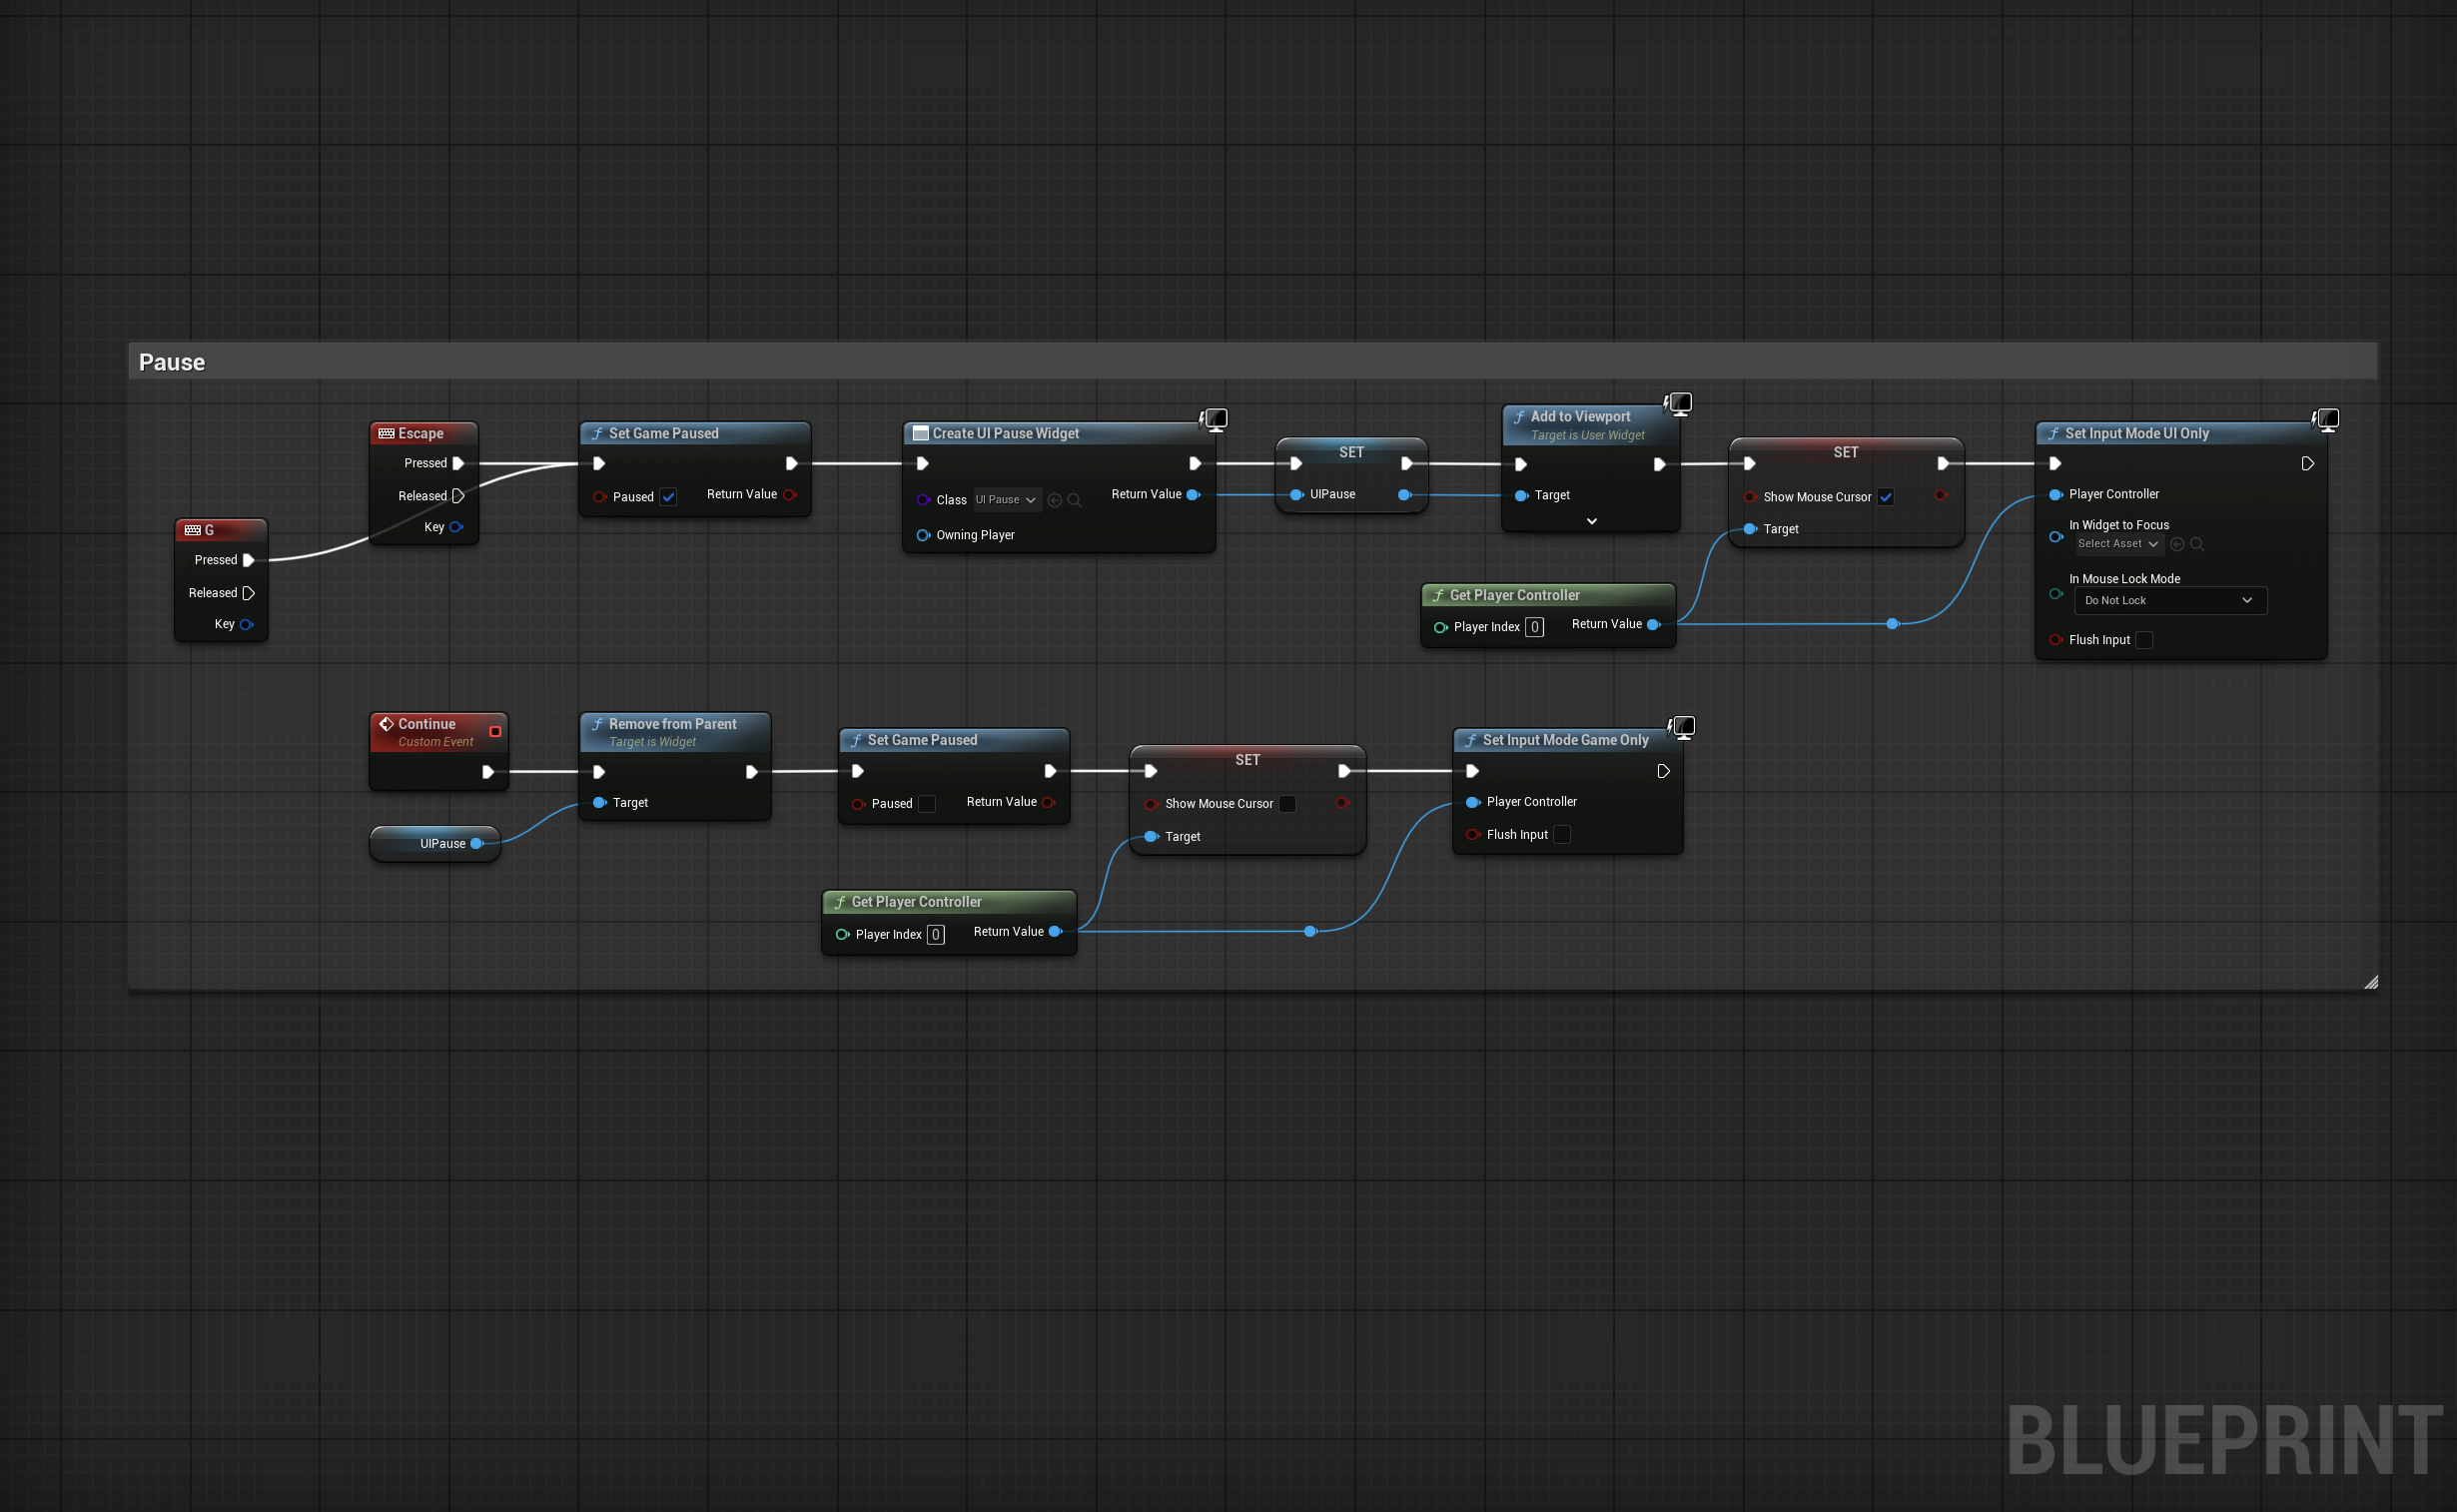 Pause
Escape
Pressed
Released
Key
G
Pressed
Released
Key
Set Game Paused
Paused
Return Value
Create UI Pause Widget
Class UI Pause
Return Value
Owning Player
SET
UIPause
Add to Viewport
Target is User Widget
Target
SET
Show Mouse Cursor
Target
Get Player Controller
Player Index 0
Return Value
Set Input Mode UI Only
Player Controller
In Widget to Focus
Select Asset
In Mouse Lock Mode
Do Not Lock
Flush Input
Continue
Custom Event
UIPause
Remove from Parent
Target is Widget
Target
Set Game Paused
Paused
Return Value
SET
Show Mouse Cursor
Target
Get Player Controller
Player Index 0
Return Value
Set Input Mode Game Only
Player Controller
Flush Input
BLUEPRINT